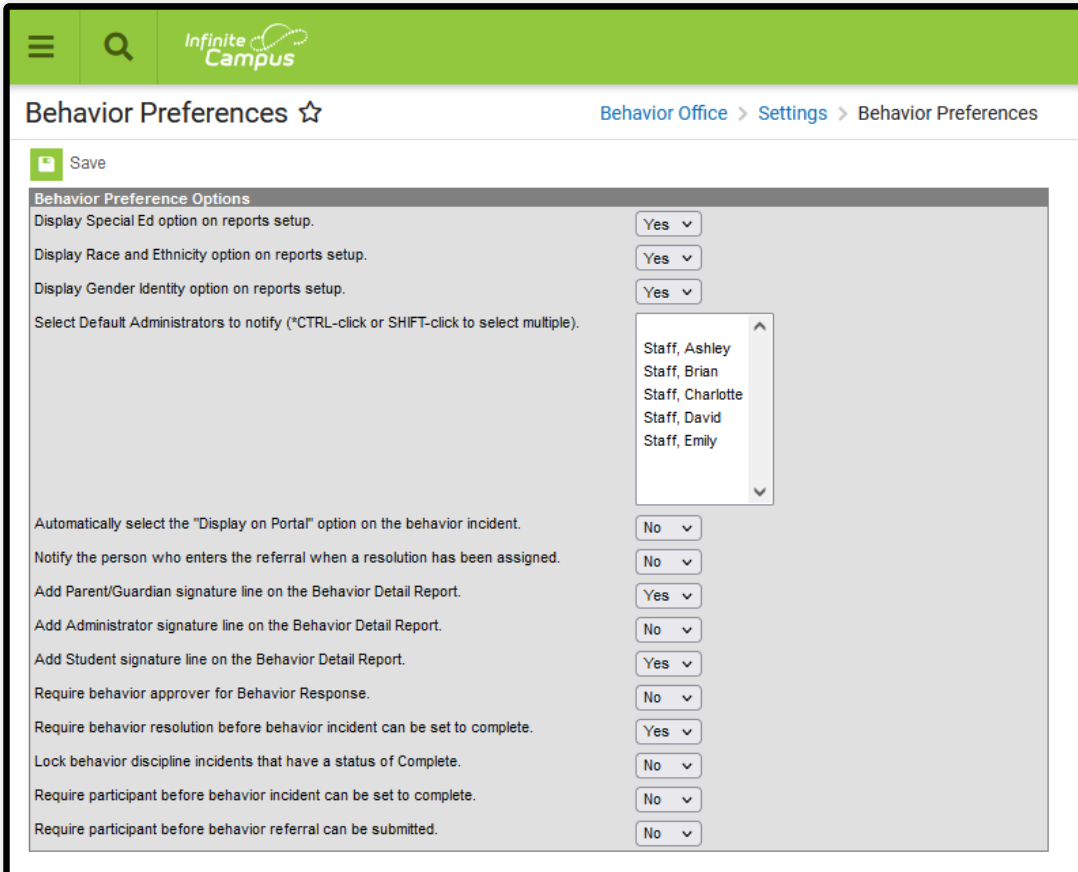 Infinite
Campus
Behavior Preferences
Behavior Office > Settings > Behavior Preferences
Save
Behavior Preference Options
Display Special Ed option on reports setup. Yes
Display Race and Ethnicity option on reports setup. Yes
Display Gender Identity option on reports setup. Yes
Select Default Administrators to notify (*CTRL-click or SHIFT-click to select multiple).
Staff, Ashley
Staff, Brian
Staff, Charlotte
Staff, David
Staff, Emily
Automatically select the "Display on Portal" option on the behavior incident. No
Notify the person who enters the referral when a resolution has been assigned. No
Add Parent/Guardian signature line on the Behavior Detail Report. Yes
Add Administrator signature line on the Behavior Detail Report. No
Add Student signature line on the Behavior Detail Report. Yes
Require behavior approver for Behavior Response. No
Require behavior resolution before behavior incident can be set to complete. Yes
Lock behavior discipline incidents that have a status of Complete. No
Require participant before behavior incident can be set to complete. No
Require participant before behavior referral can be submitted. No